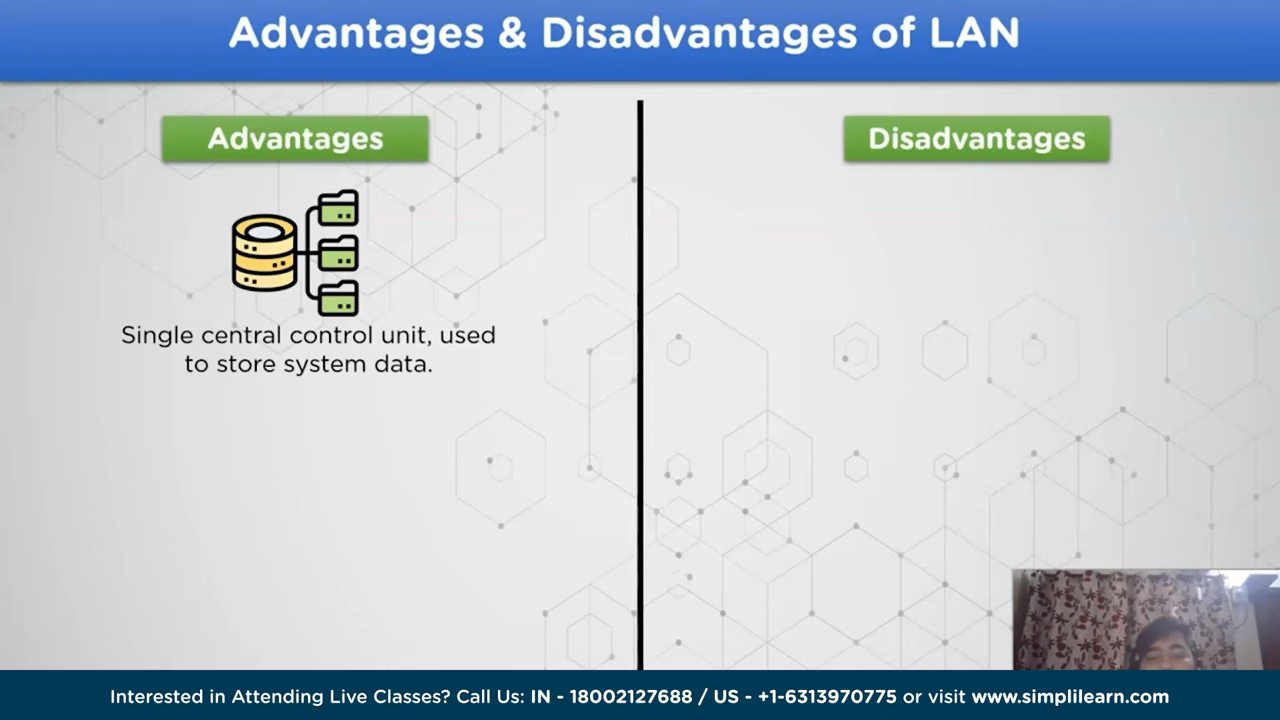 Advantages & Disadvantages of LAN
Advantages
Disadvantages
Single central control unit, used
to store system data.
Interested in Attending Live Classes? Call Us: IN - 18002127688 / US - +1-6313970775 or visit www.simplilearn.com